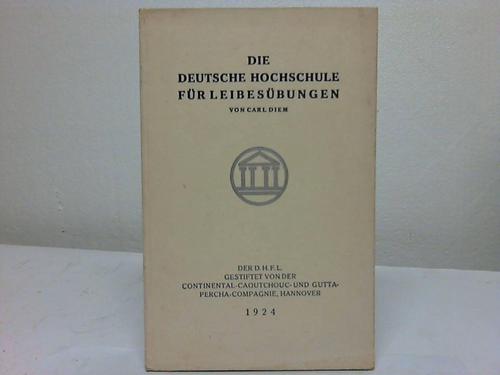 DIE
DEUTSCHE HOCHSCHULE
FÜR LEIBESÜBUNGEN
VON CARL DIEM
DER D.H.F.L.
GESTIFTET VON DER
CONTINENTAL-CAOUTCHOUC- UND GUTTA-
PERCHA-COMPAGNIE, HANNOVER
1924